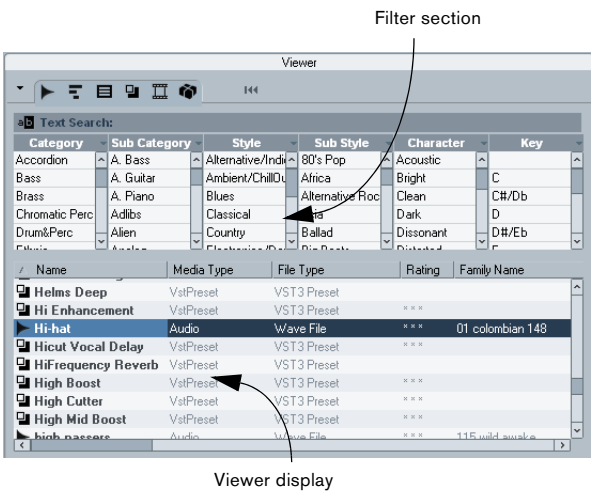 Filter section
Viewer
Text Search:
Category Sub Category Style Sub Style Character Key
Accordion A. Bass Alternative/Indi 80's Pop Acoustic
Bass A. Guitar Ambient/ChillOu Africa Bright C
Brass A. Piano Blues Alternative Roc Clean C#/Db
Chromatic Perc Adlibs Classical Dark D
Drum&Perc Alien Country Ballad Dissonant D#/Eb
Name Media Type File Type Rating Family Name
Helms Deep VstPreset VST3 Preset
Hi Enhancement VstPreset VST3 Preset ***
Hi-hat Audio Wave File *** 01 colombian 148
Hicut Vocal Delay VstPreset VST3 Preset
HiFrequency Reverb VstPreset VST3 Preset
High Boost VstPreset VST3 Preset ***
High Cutter VstPreset VST3 Preset ***
High Mid Boost VstPreset VST3 Preset ***
high passers Audio Wave File *** 115 wild awake
Viewer display